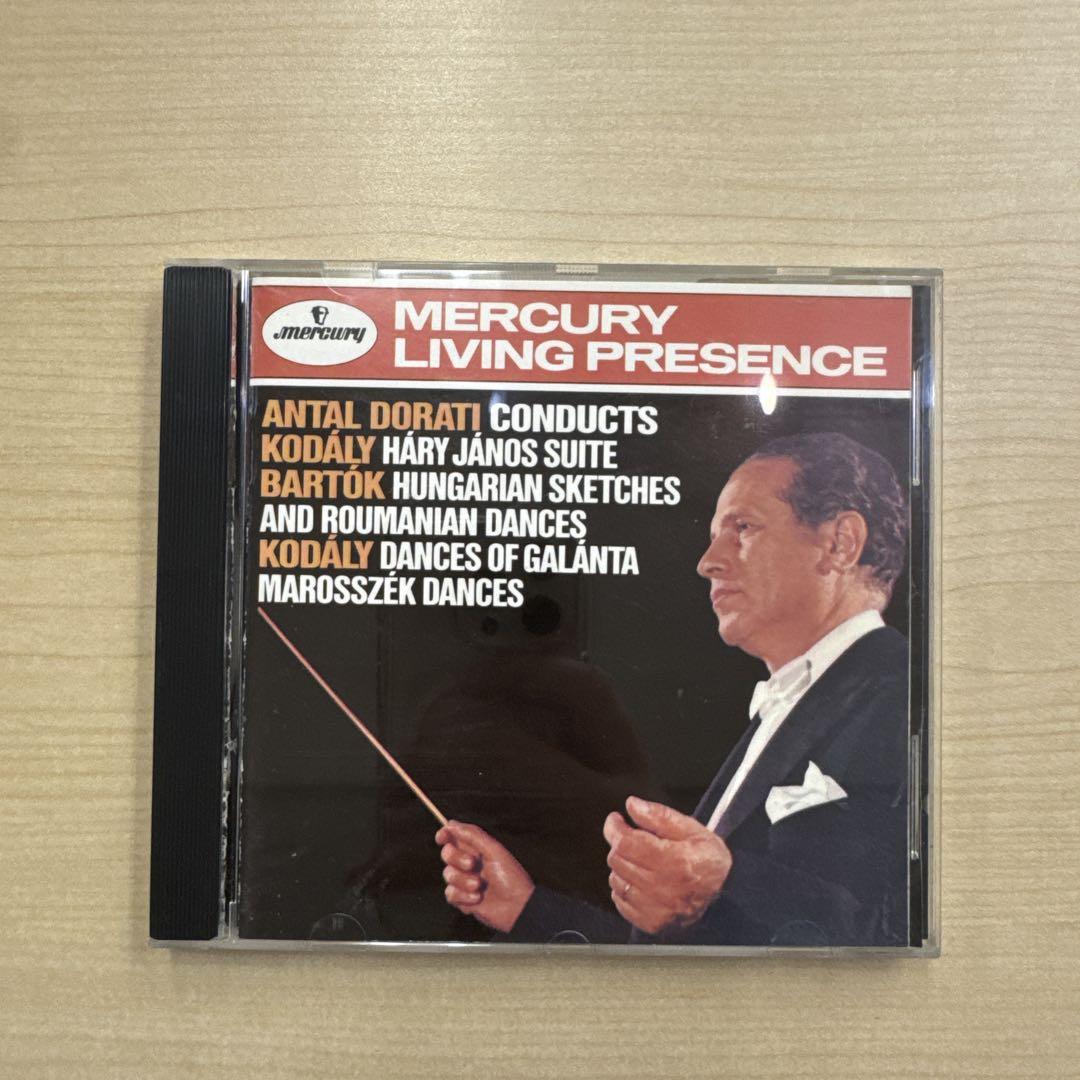 mercury
MERCURY
LIVING PRESENCE
ANTAL DORATI CONDUCTS
KODÁLY HÁRY JÁNOS SUITE
BARTÓK HUNGARIAN SKETCHES
AND ROUMANIAN DANCES
KODÁLY DANCES OF GALÁNTA
MAROSSZÉK DANCES